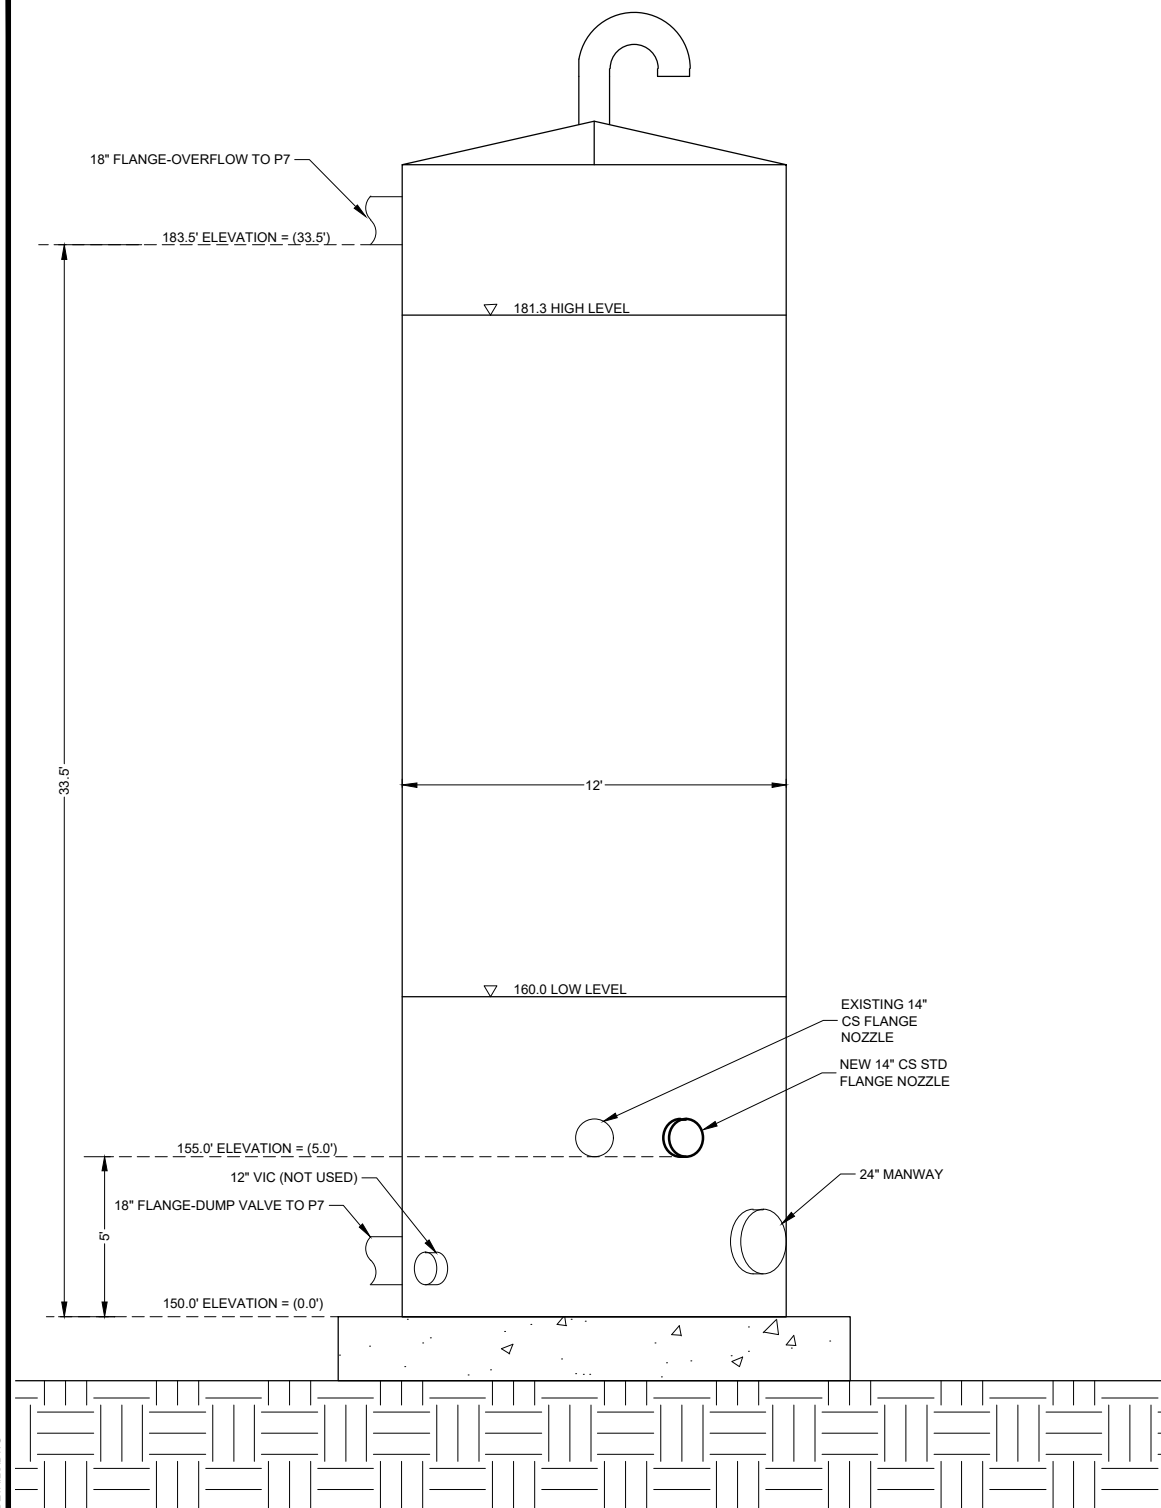 18" FLANGE-OVERFLOW TO P7
183.5' ELEVATION = (33.5')
181.3 HIGH LEVEL
33.5'
12'
160.0 LOW LEVEL
EXISTING 14"
CS FLANGE
NOZZLE
NEW 14" CS STD
FLANGE NOZZLE
155.0' ELEVATION = (5.0')
12" VIC (NOT USED)
24" MANWAY
18" FLANGE-DUMP VALVE TO P7
5'
150.0' ELEVATION = (0.0')